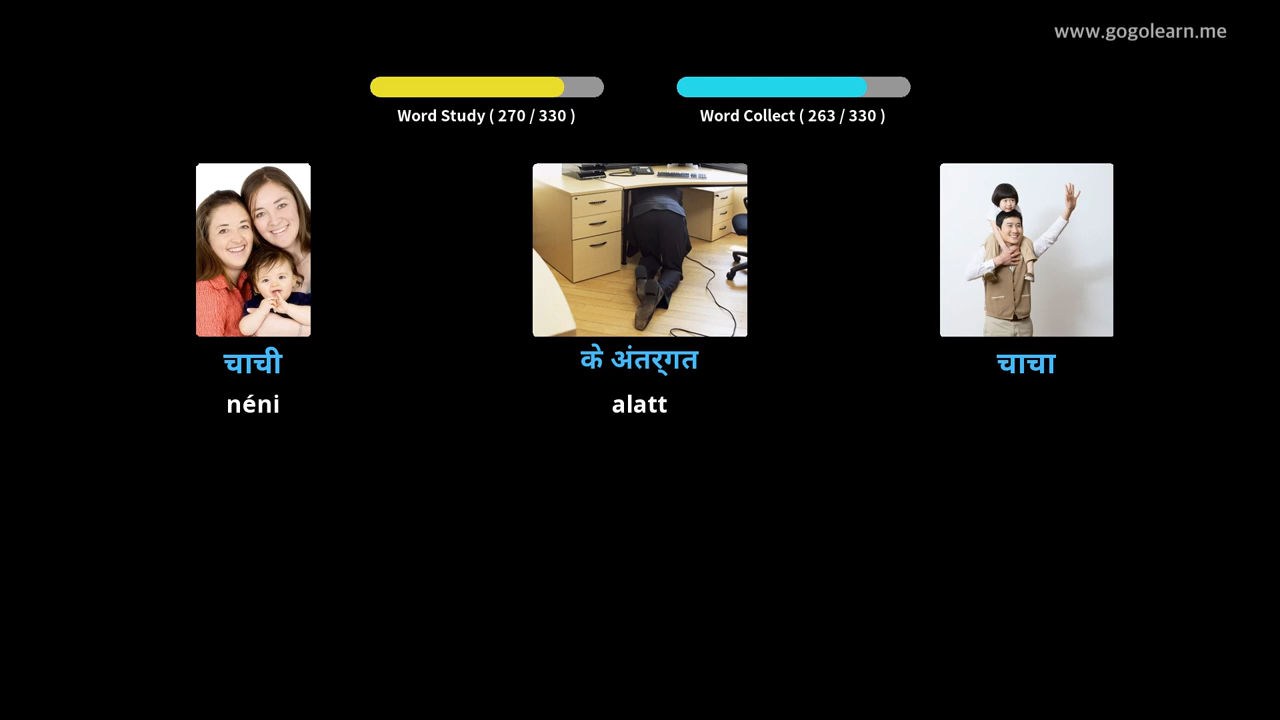 www.gogolearn.me
Word Study ( 270 / 330 )
Word Collect ( 263 / 330 )
चाची
के अंतर्गत
चाचा
néni
alatt